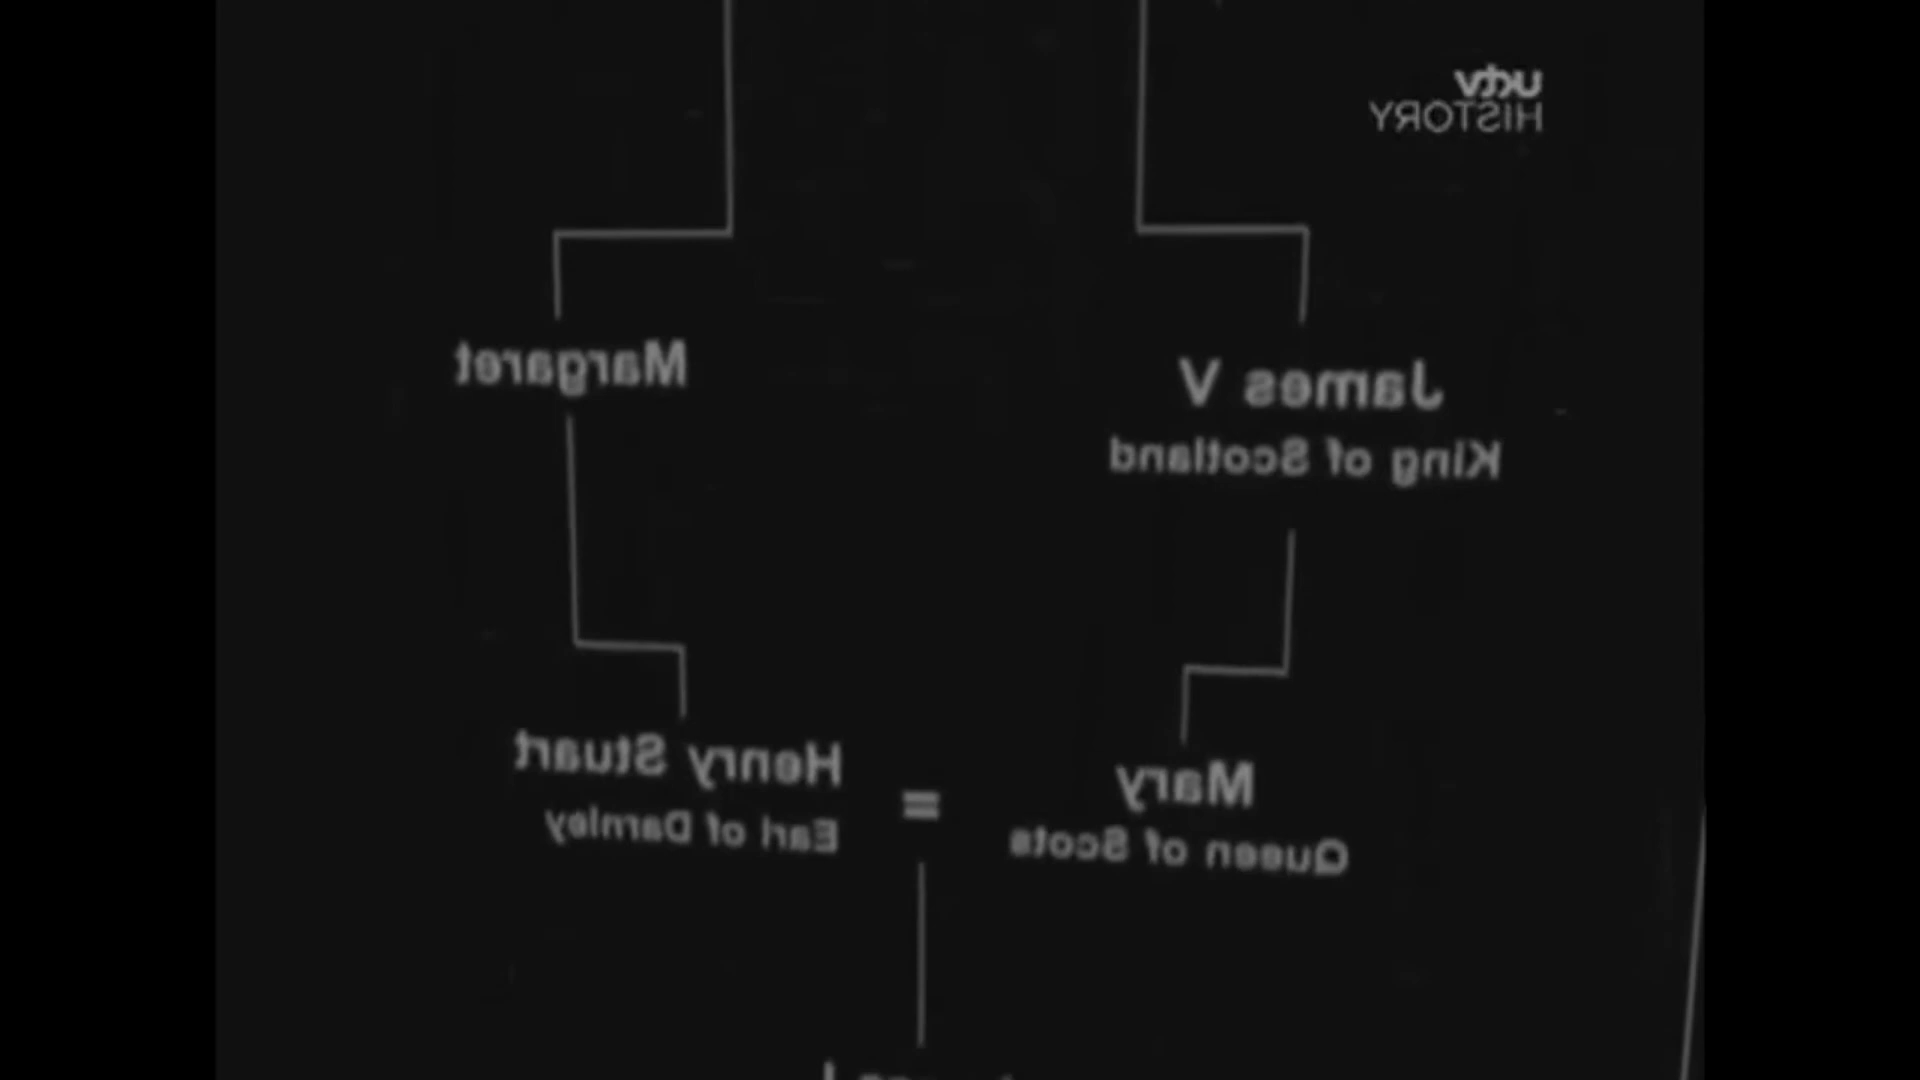 uktv
HISTORY
James V
King of Scotland
Margaret
Mary
Queen of Scots
=
Henry Stuart
Earl of Darnley